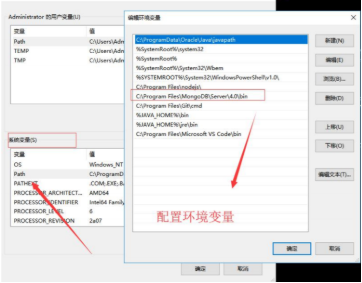 Administrator 的用户变量(U)
变量 值
Path C:\Users\Adm
TEMP C:\Users\Adm
TMP C:\Users\Adm
系统变量(S)
变量 值
OS Windows_NT
Path C:\ProgramD
PATHEXT .COM;.EXE;.BA
PROCESSOR_ARCHITECT... AMD64
PROCESSOR_IDENTIFIER Intel64 Family
PROCESSOR_LEVEL 6
PROCESSOR_REVISION 2a07
确定
取消
编辑环境变量
C:\ProgramData\Oracle\Java\javapath
%SystemRoot%\system32
%SystemRoot%
%SystemRoot%\System32\Wbem
%SYSTEMROOT%\System32\WindowsPowerShell\v1.0\
C:\Program Files\nodejs\
C:\Program Files\MongoDB\Server\4.0\bin
C:\Program Files\Git\cmd
%JAVA_HOME%\bin
%JAVA_HOME%\jre\bin
C:\Program Files\Microsoft VS Code\bin
新建(N)
编辑(E)
浏览(B)...
删除(D)
上移(U)
下移(O)
编辑文本(T)...
配置环境变量
确定
取消